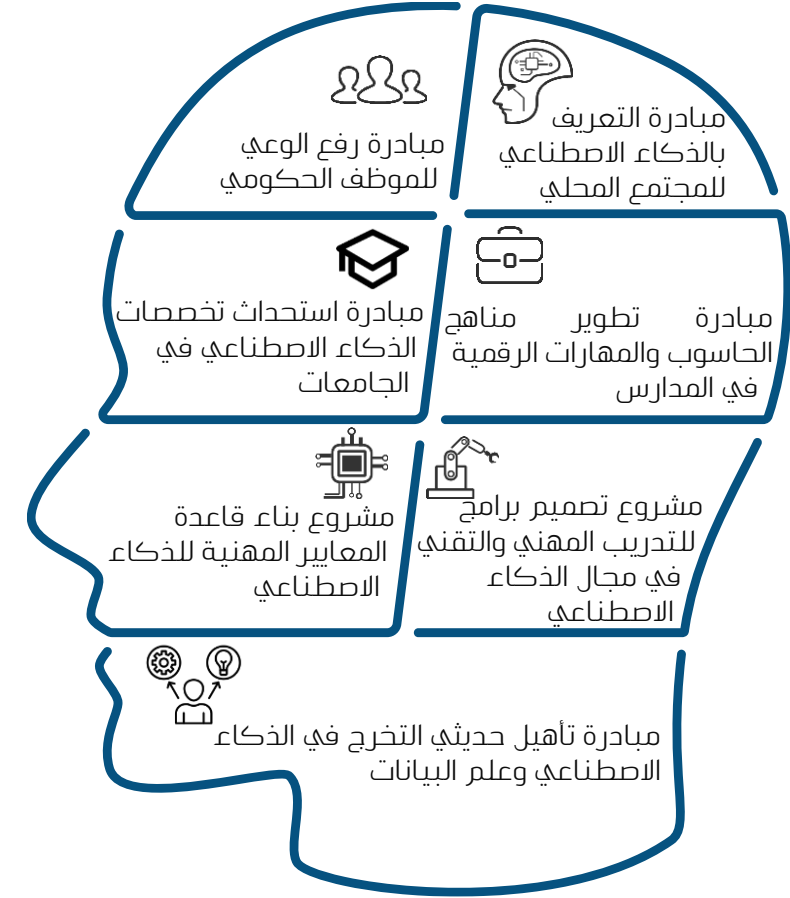 مبادرة التعريف
بالذكاء الاصطناعي
للمجتمع المحلي
مبادرة رفع الوعي
للموظف الحكومي
مبادرة تطوير مناهج
الحاسوب والمهارات الرقمية
في المدارس
مبادرة استحداث تخصصات
الذكاء الاصطناعي في
الجامعات
مشروع تصميم برامج
للتدريب المهني والتقني
في مجال الذكاء
الاصطناعي
مشروع بناء قاعدة
المعايير المهنية للذكاء
الاصطناعي
مبادرة تأهيل حديثي التخرج في الذكاء
الاصطناعي وعلم البيانات